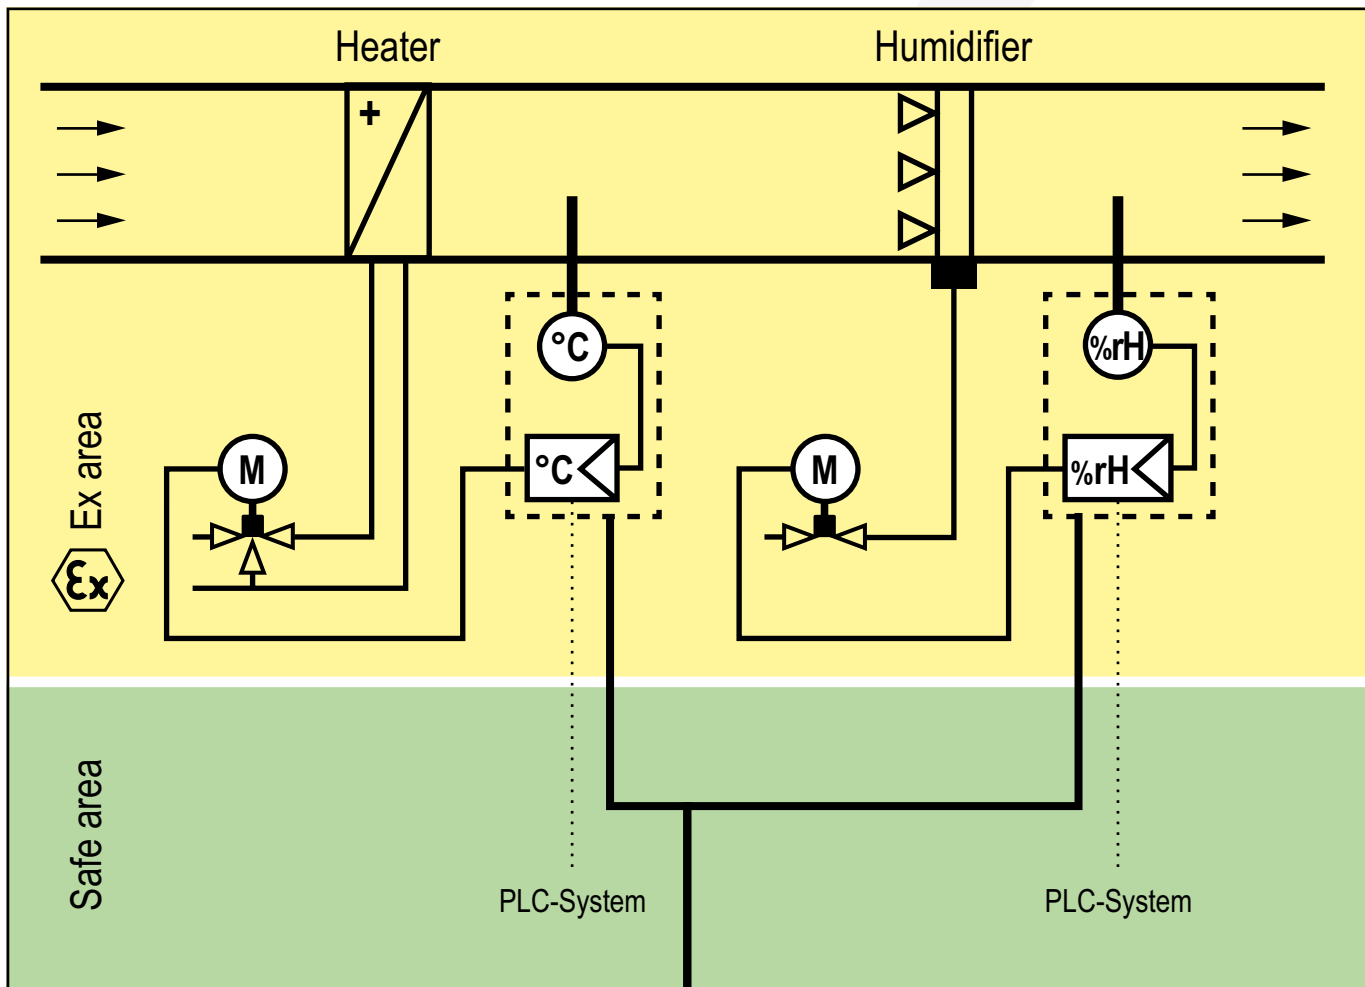 Heater
Humidifier
+
°C
%rH
Ex area
M
°C
M
%rH
Ex
Safe area
PLC-System
PLC-System